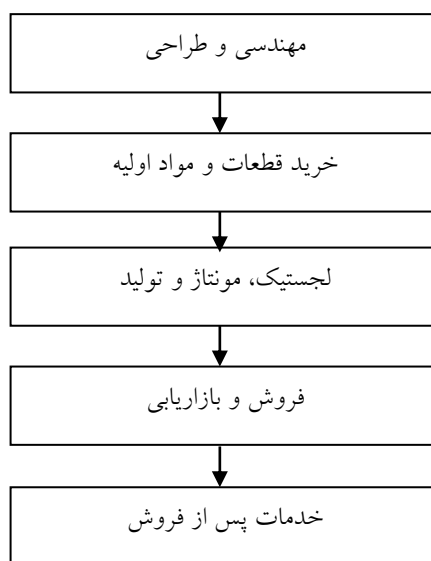 مهندسی و طراحی
خرید قطعات و مواد اولیه
لجستیک، مونتاژ و تولید
فروش و بازاریابی
خدمات پس از فروش